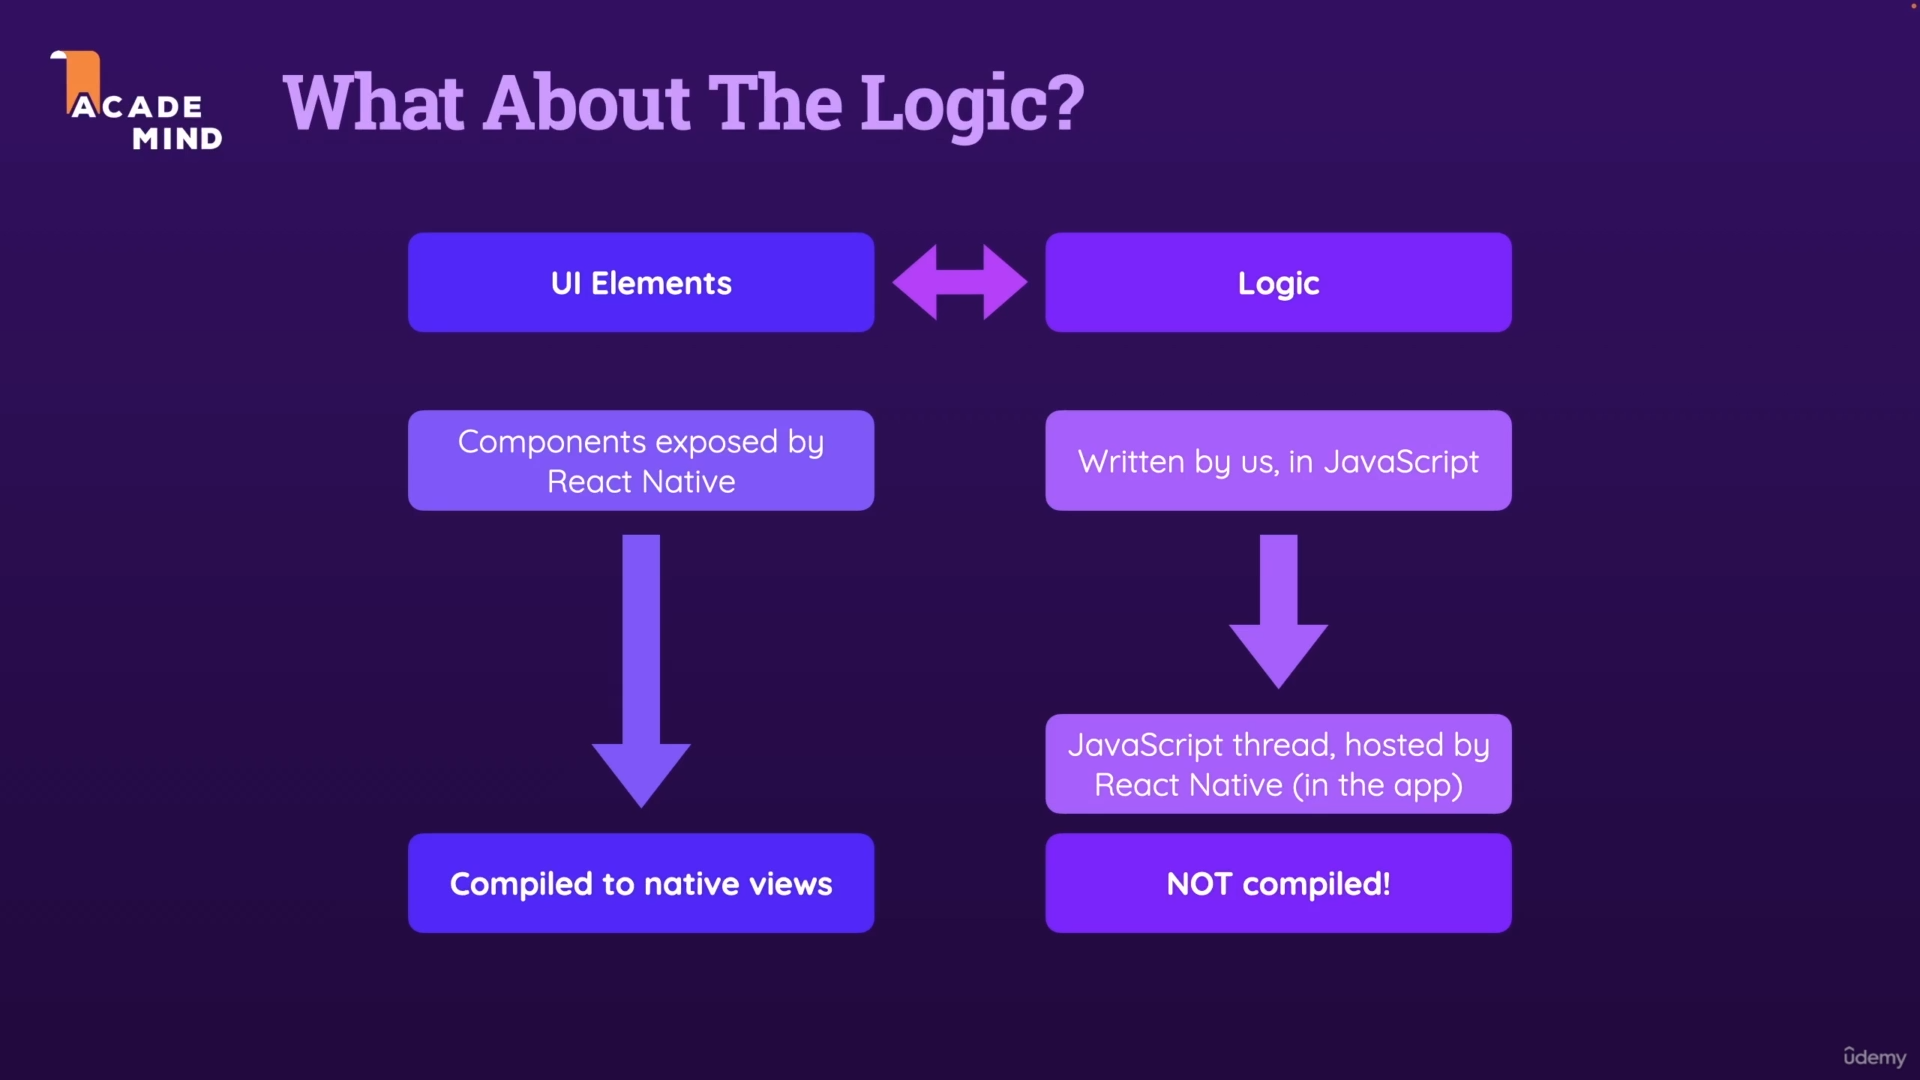 ACADE
MIND
What About The Logic?
UI Elements
Logic
Components exposed by
React Native
Written by us, in JavaScript
JavaScript thread, hosted by
React Native (in the app)
Compiled to native views
NOT compiled!
ûdemy